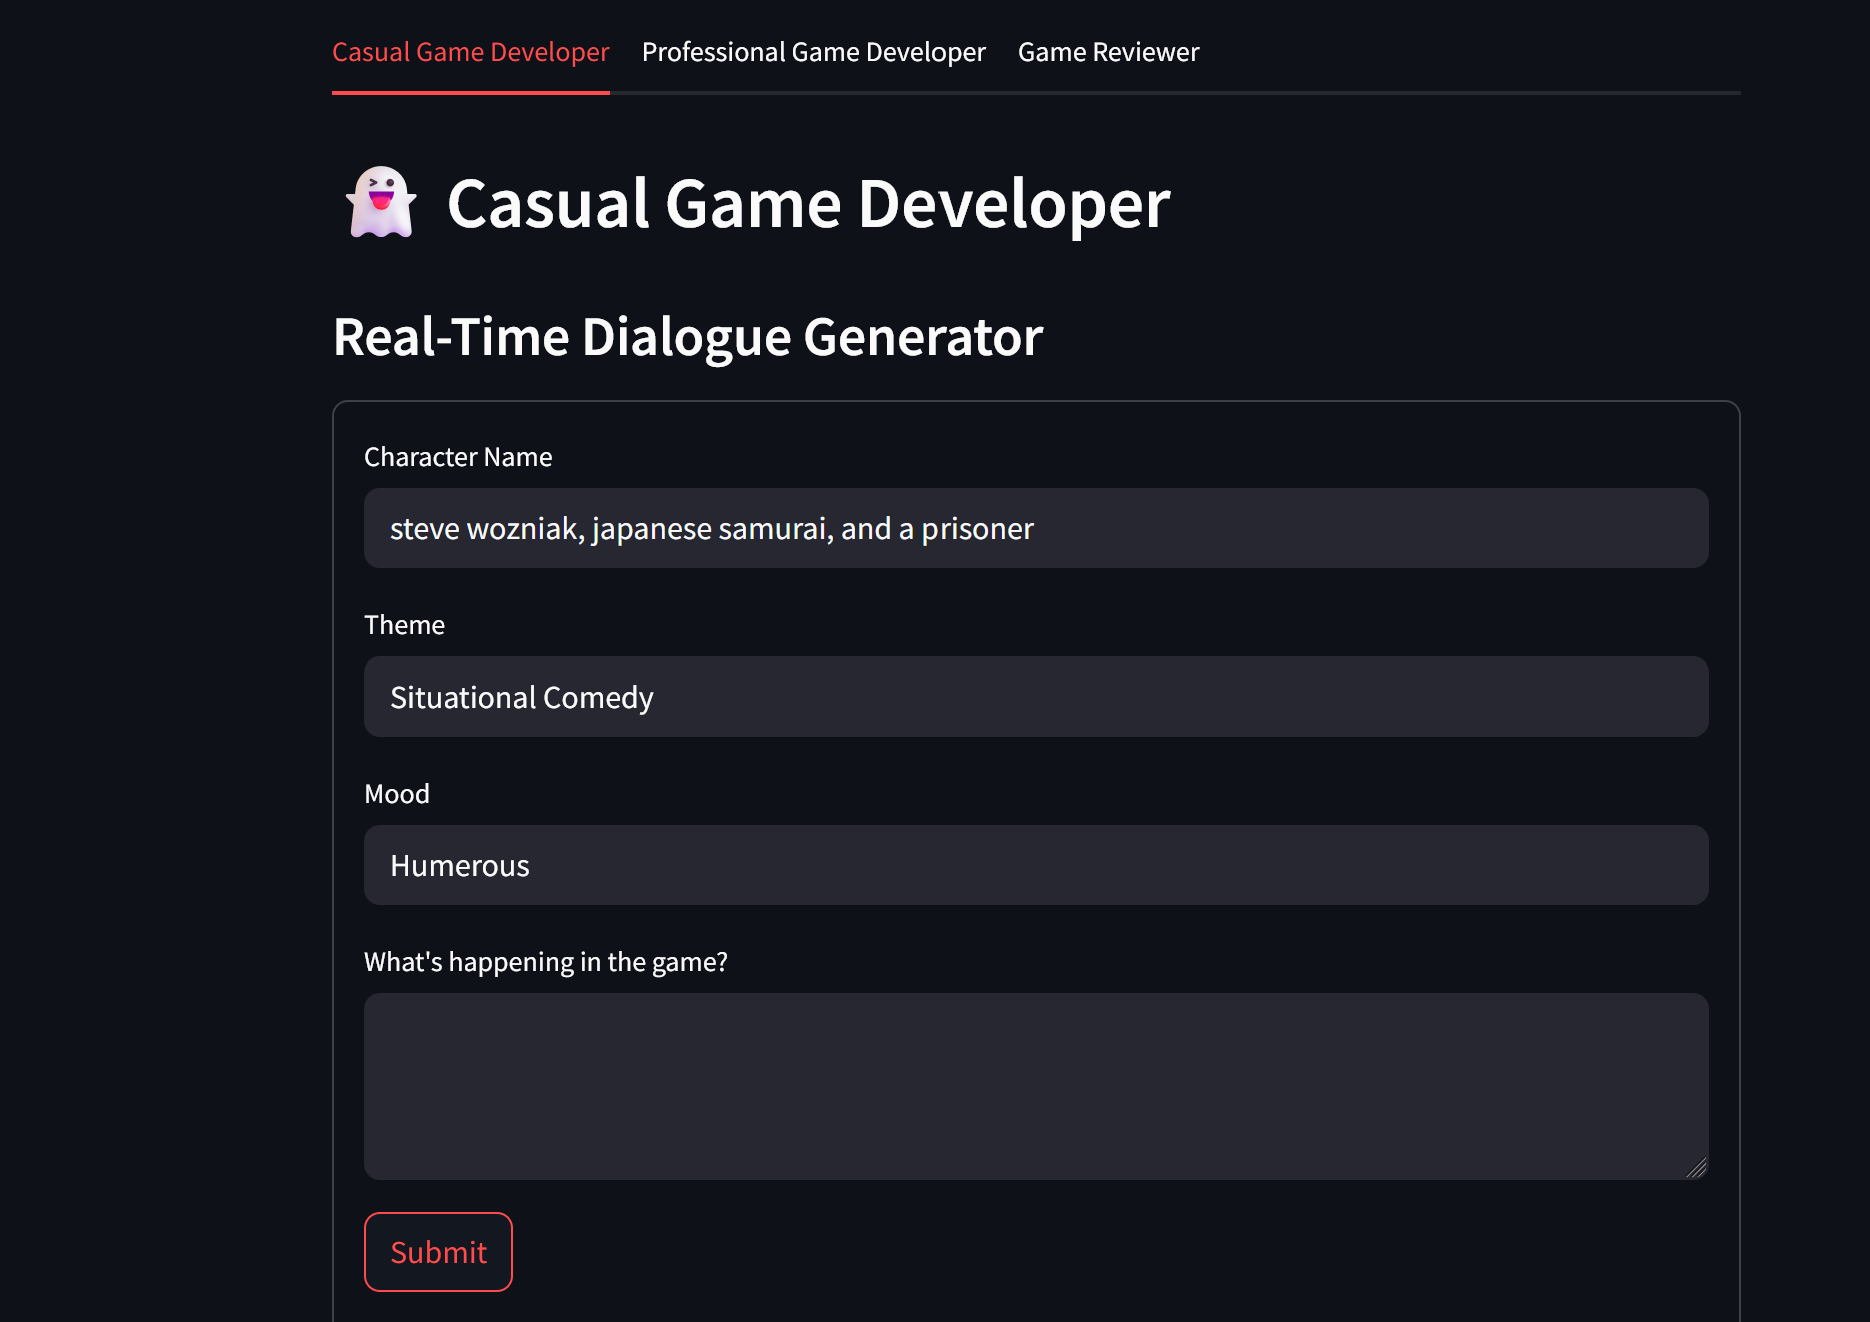 Casual Game Developer Professional Game Developer Game Reviewer
Casual Game Developer
Real-Time Dialogue Generator
Character Name
steve wozniak, japanese samurai, and a prisoner
Theme
Situational Comedy
Mood
Humerous
What's happening in the game?
Submit